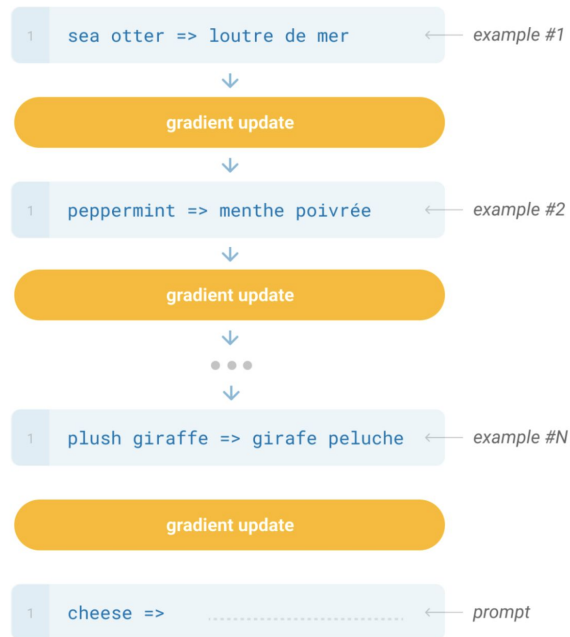 1 sea otter => loutre de mer example #1
gradient update
1 peppermint => menthe poivrée example #2
gradient update
1 plush giraffe => girafe peluche example #N
gradient update
1 cheese => prompt